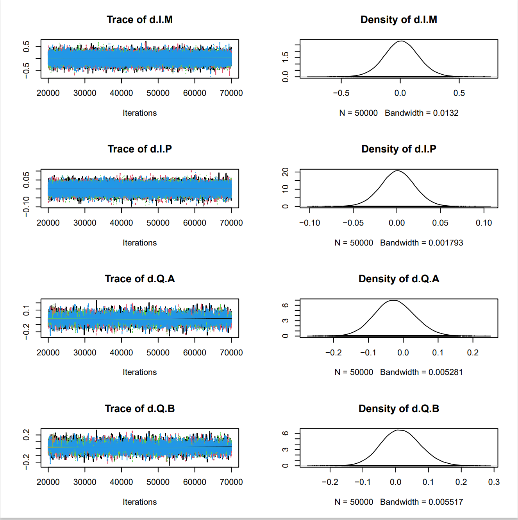 Trace of d.I.M
Density of d.I.M
0.5
−0.5
20000 30000 40000 50000 60000 70000
Iterations
1.5
0.0
−0.5 0.0 0.5
N = 50000 Bandwidth = 0.0132
Trace of d.I.P
Density of d.I.P
0.05
−0.10
20000 30000 40000 50000 60000 70000
Iterations
20
10
0
−0.10 −0.05 0.00 0.05 0.10
N = 50000 Bandwidth = 0.001793
Trace of d.Q.A
Density of d.Q.A
0.1
−0.2
20000 30000 40000 50000 60000 70000
Iterations
6
3
0
−0.2 −0.1 0.0 0.1 0.2
N = 50000 Bandwidth = 0.005281
Trace of d.Q.B
Density of d.Q.B
0.2
−0.2
20000 30000 40000 50000 60000 70000
Iterations
6
3
0
−0.2 −0.1 0.0 0.1 0.2 0.3
N = 50000 Bandwidth = 0.005517